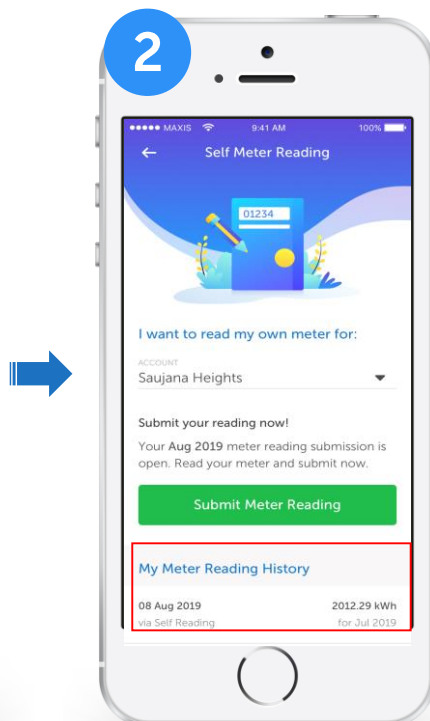 2
MAXIS 9:41 AM 100%
Self Meter Reading
01234
I want to read my own meter for:
ACCOUNT
Saujana Heights
Submit your reading now!
Your Aug 2019 meter reading submission is
open. Read your meter and submit now.
Submit Meter Reading
My Meter Reading History
08 Aug 2019 2012.29 kWh
via Self Reading for Jul 2019